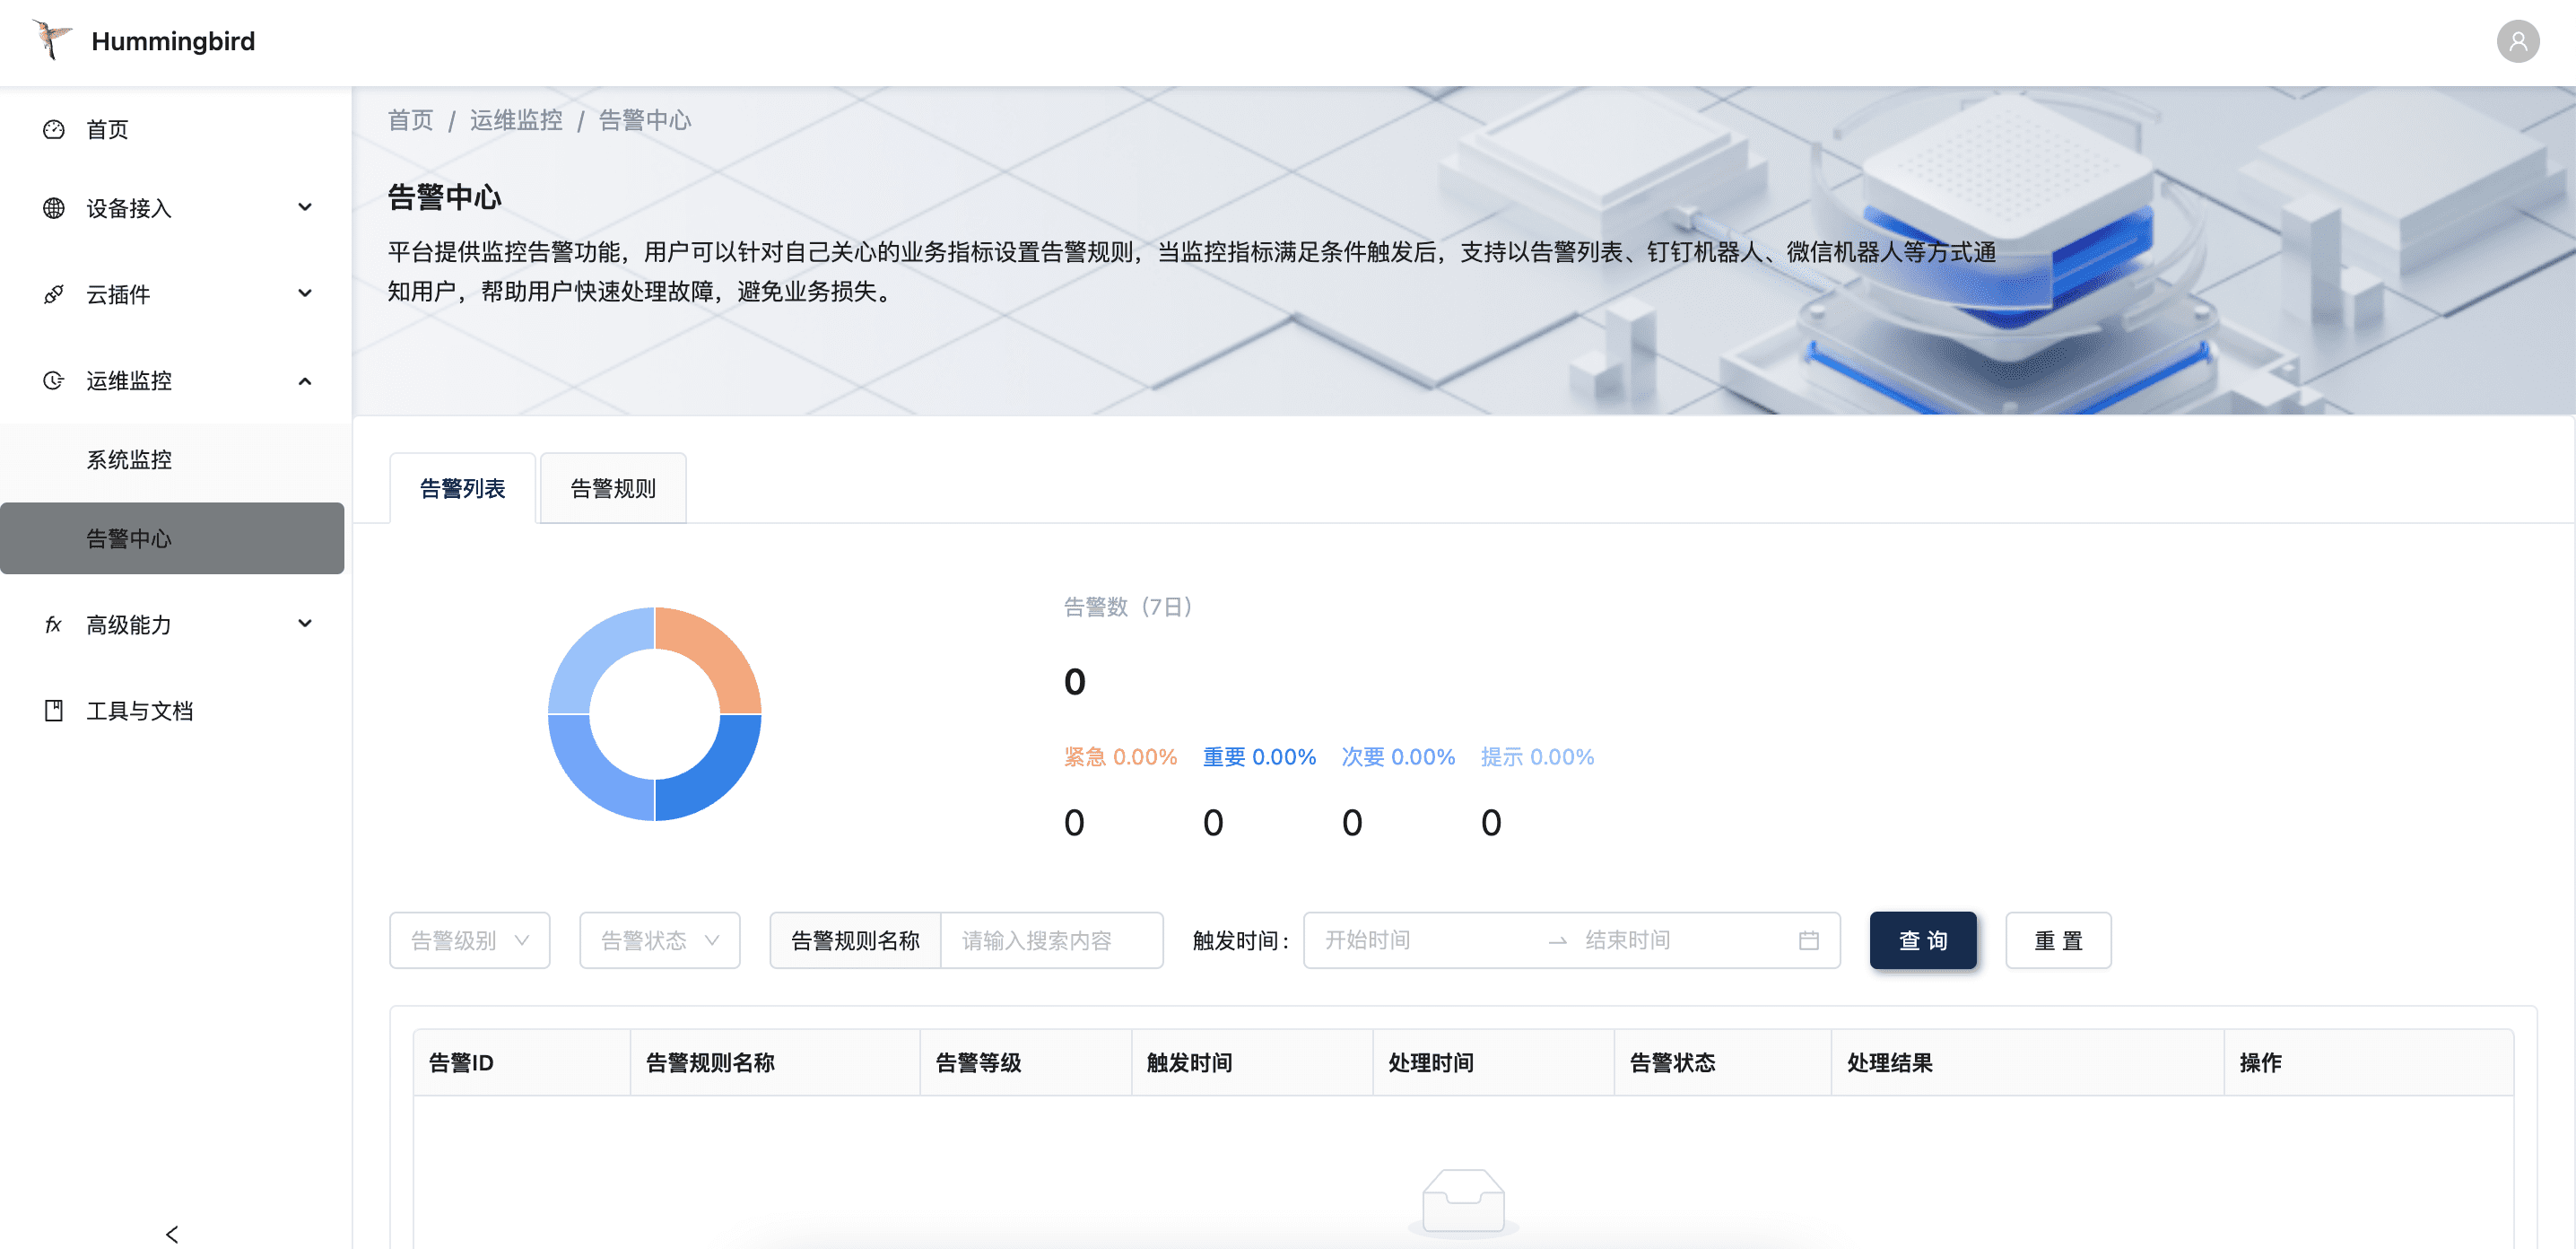 Hummingbird
首页
设备接入
云插件
运维监控
系统监控
告警中心
高级能力
工具与文档
首页 / 运维监控 / 告警中心
告警中心
平台提供监控告警功能，用户可以针对自己关心的业务指标设置告警规则，当监控指标满足条件触发后，支持以告警列表、钉钉机器人、微信机器人等方式通
知用户，帮助用户快速处理故障，避免业务损失。
告警列表 告警规则
告警数（7日）
0
紧急 0.00% 重要 0.00% 次要 0.00% 提示 0.00%
0 0 0 0
告警级别 告警状态 告警规则名称 请输入搜索内容 触发时间： 开始时间 结束时间 查询 重置
告警ID 告警规则名称 告警等级 触发时间 处理时间 告警状态 处理结果 操作